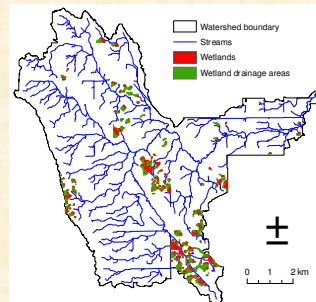 Watershed boundary
Streams
Wetlands
Wetland drainage areas
0 1 2 km